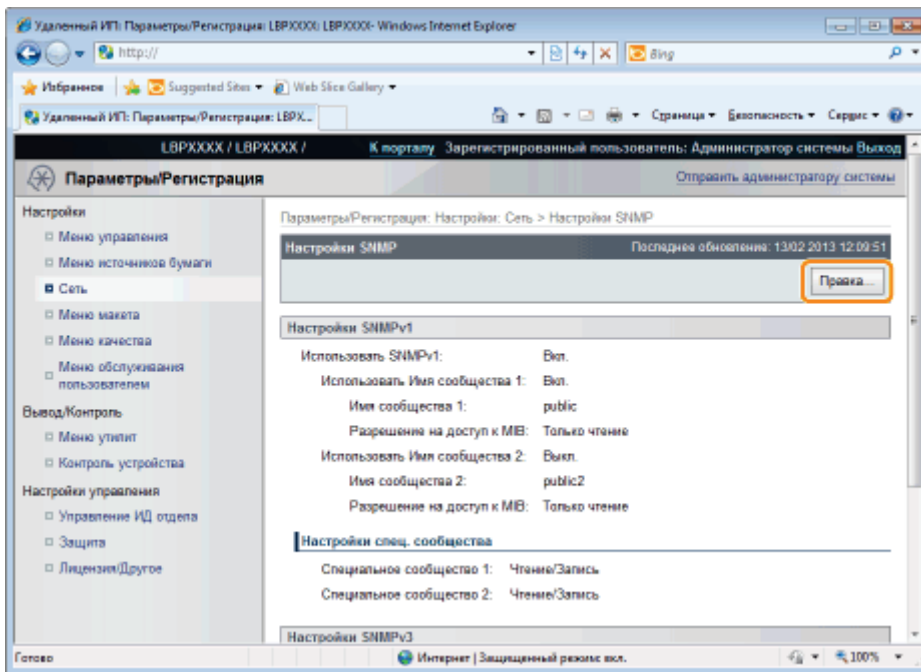 Удаленный ИП: Параметры/Регистрация: LBPXXXX: LBPXXXX- Windows Internet Explorer
http://
Bing
Избранное Suggested Sites Web Slice Gallery
Удаленный ИП: Параметры/Регистрация: LBPX...
Страница Безопасность Сервис
LBPXXXX / LBPXXXX / К порталу Зарегистрированный пользователь: Администратор системы Выход
Параметры/Регистрация Отправить администратору системы
Настройки
Меню управления
Меню источников бумаги
Сеть
Меню макета
Меню качества
Меню обслуживания
пользователем
Вывод/Контроль
Меню утилит
Контроль устройства
Настройки управления
Управление ИД отдела
Защита
Лицензия/Другое
Параметры/Регистрация: Настройки: Сеть > Настройки SNMP
Настройки SNMP Последнее обновление: 13/02 2013 12:09:51
Правка...
Настройки SNMPv1
Использовать SNMPv1: Вкл.
Использовать Имя сообщества 1: Вкл.
Имя сообщества 1: public
Разрешение на доступ к MIB: Только чтение
Использовать Имя сообщества 2: Выкл.
Имя сообщества 2: public2
Разрешение на доступ к MIB: Только чтение
Настройки спец. сообщества
Специальное сообщество 1: Чтение/Запись
Специальное сообщество 2: Чтение/Запись
Настройки SNMPv3
Готово Интернет | Защищенный режим: вкл. 100%